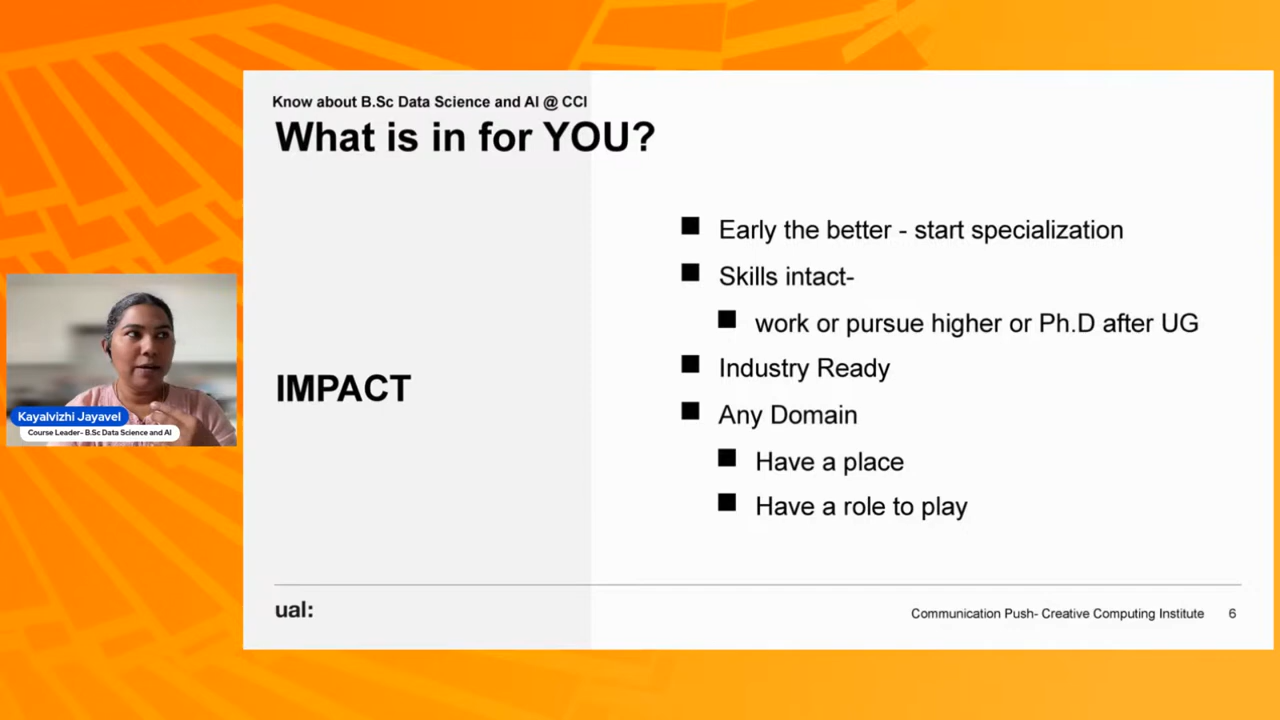 Know about B.Sc Data Science and AI @ CCI
What is in for YOU?
Early the better - start specialization
Skills intact-
work or pursue higher or Ph.D after UG
Industry Ready
Any Domain
Have a place
Have a role to play
IMPACT
Kayalvizhi Jayavel
Course Leader- B.Sc Data Science and AI
ual:
Communication Push- Creative Computing Institute 6